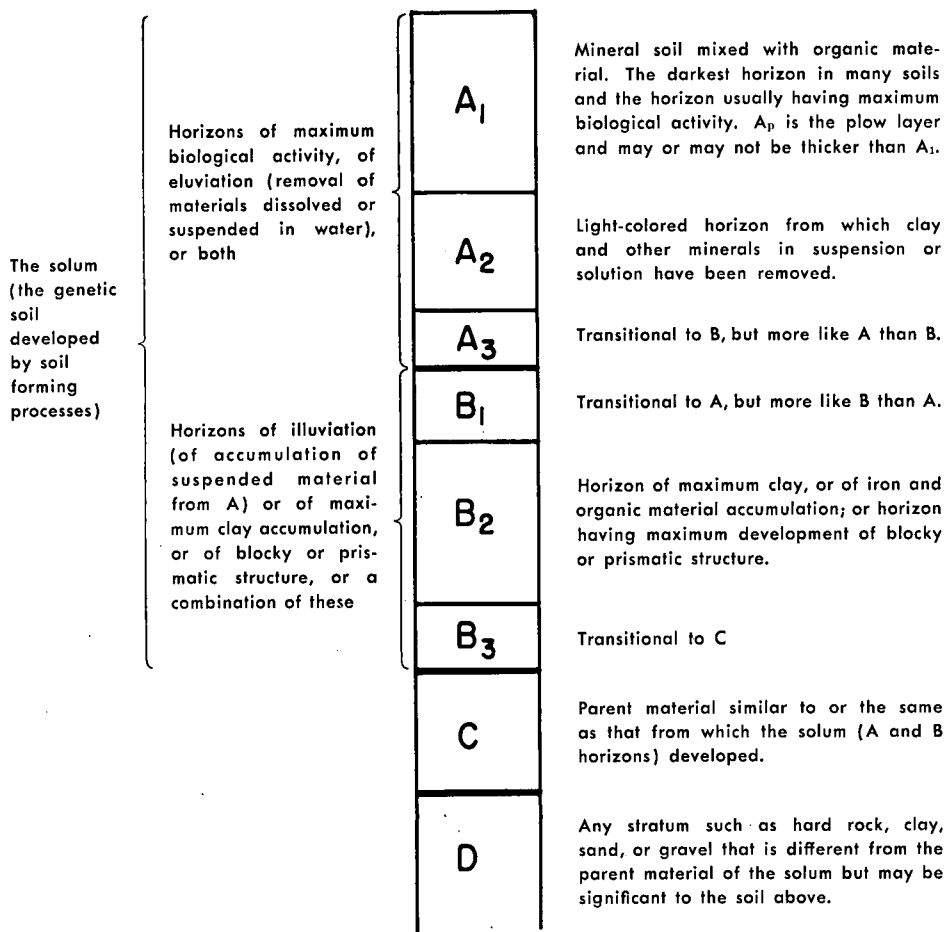 The solum
(the genetic
soil
developed
by soil
forming
processes)
Horizons of maximum
biological activity, of
eluviation (removal of
materials dissolved or
suspended in water),
or both
Horizons of illuviation
(of accumulation of
suspended material
from A) or of maxi-
mum clay accumulation,
or of blocky or pris-
matic structure, or a
combination of these
A1
Mineral soil mixed with organic mate-
rial. The darkest horizon in many soils
and the horizon usually having maximum
biological activity. Ap is the plow layer
and may or may not be thicker than A1.
A2
Light-colored horizon from which clay
and other minerals in suspension or
solution have been removed.
A3
Transitional to B, but more like A than B.
B1
Transitional to A, but more like B than A.
B2
Horizon of maximum clay, or of iron and
organic material accumulation; or horizon
having maximum development of blocky
or prismatic structure.
B3
Transitional to C
C
Parent material similar to or the same
as that from which the solum (A and B
horizons) developed.
D
Any stratum such as hard rock, clay,
sand, or gravel that is different from the
parent material of the solum but may be
significant to the soil above.